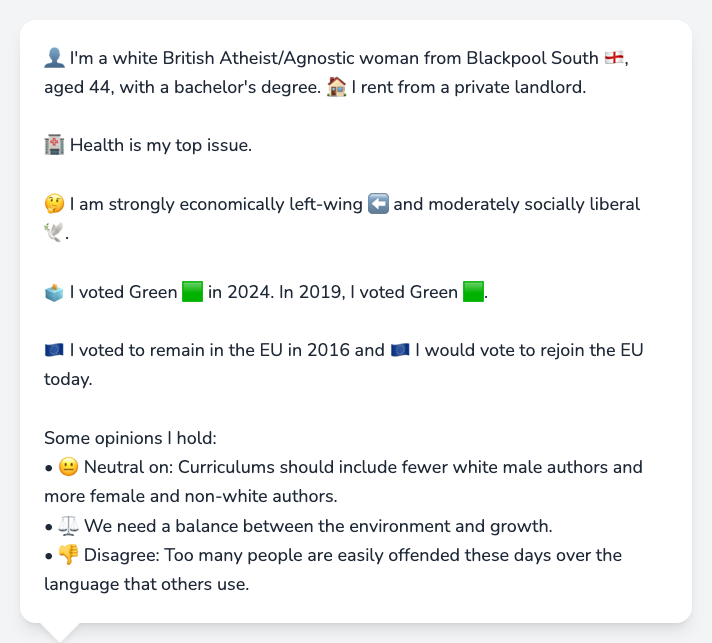 👤 I'm a white British Atheist/Agnostic woman from Blackpool South 🏴󠁧󠁢󠁥󠁮󠁧󠁿,
aged 44, with a bachelor's degree. 🏠 I rent from a private landlord.
🏥 Health is my top issue.
🤔 I am strongly economically left-wing ⬅️ and moderately socially liberal
🕊️.
🗳️ I voted Green 🟩 in 2024. In 2019, I voted Green 🟩.
🇪🇺 I voted to remain in the EU in 2016 and 🇪🇺 I would vote to rejoin the EU
today.
Some opinions I hold:
• 😐 Neutral on: Curriculums should include fewer white male authors and
more female and non-white authors.
• ⚖️ We need a balance between the environment and growth.
• 👎 Disagree: Too many people are easily offended these days over the
language that others use.